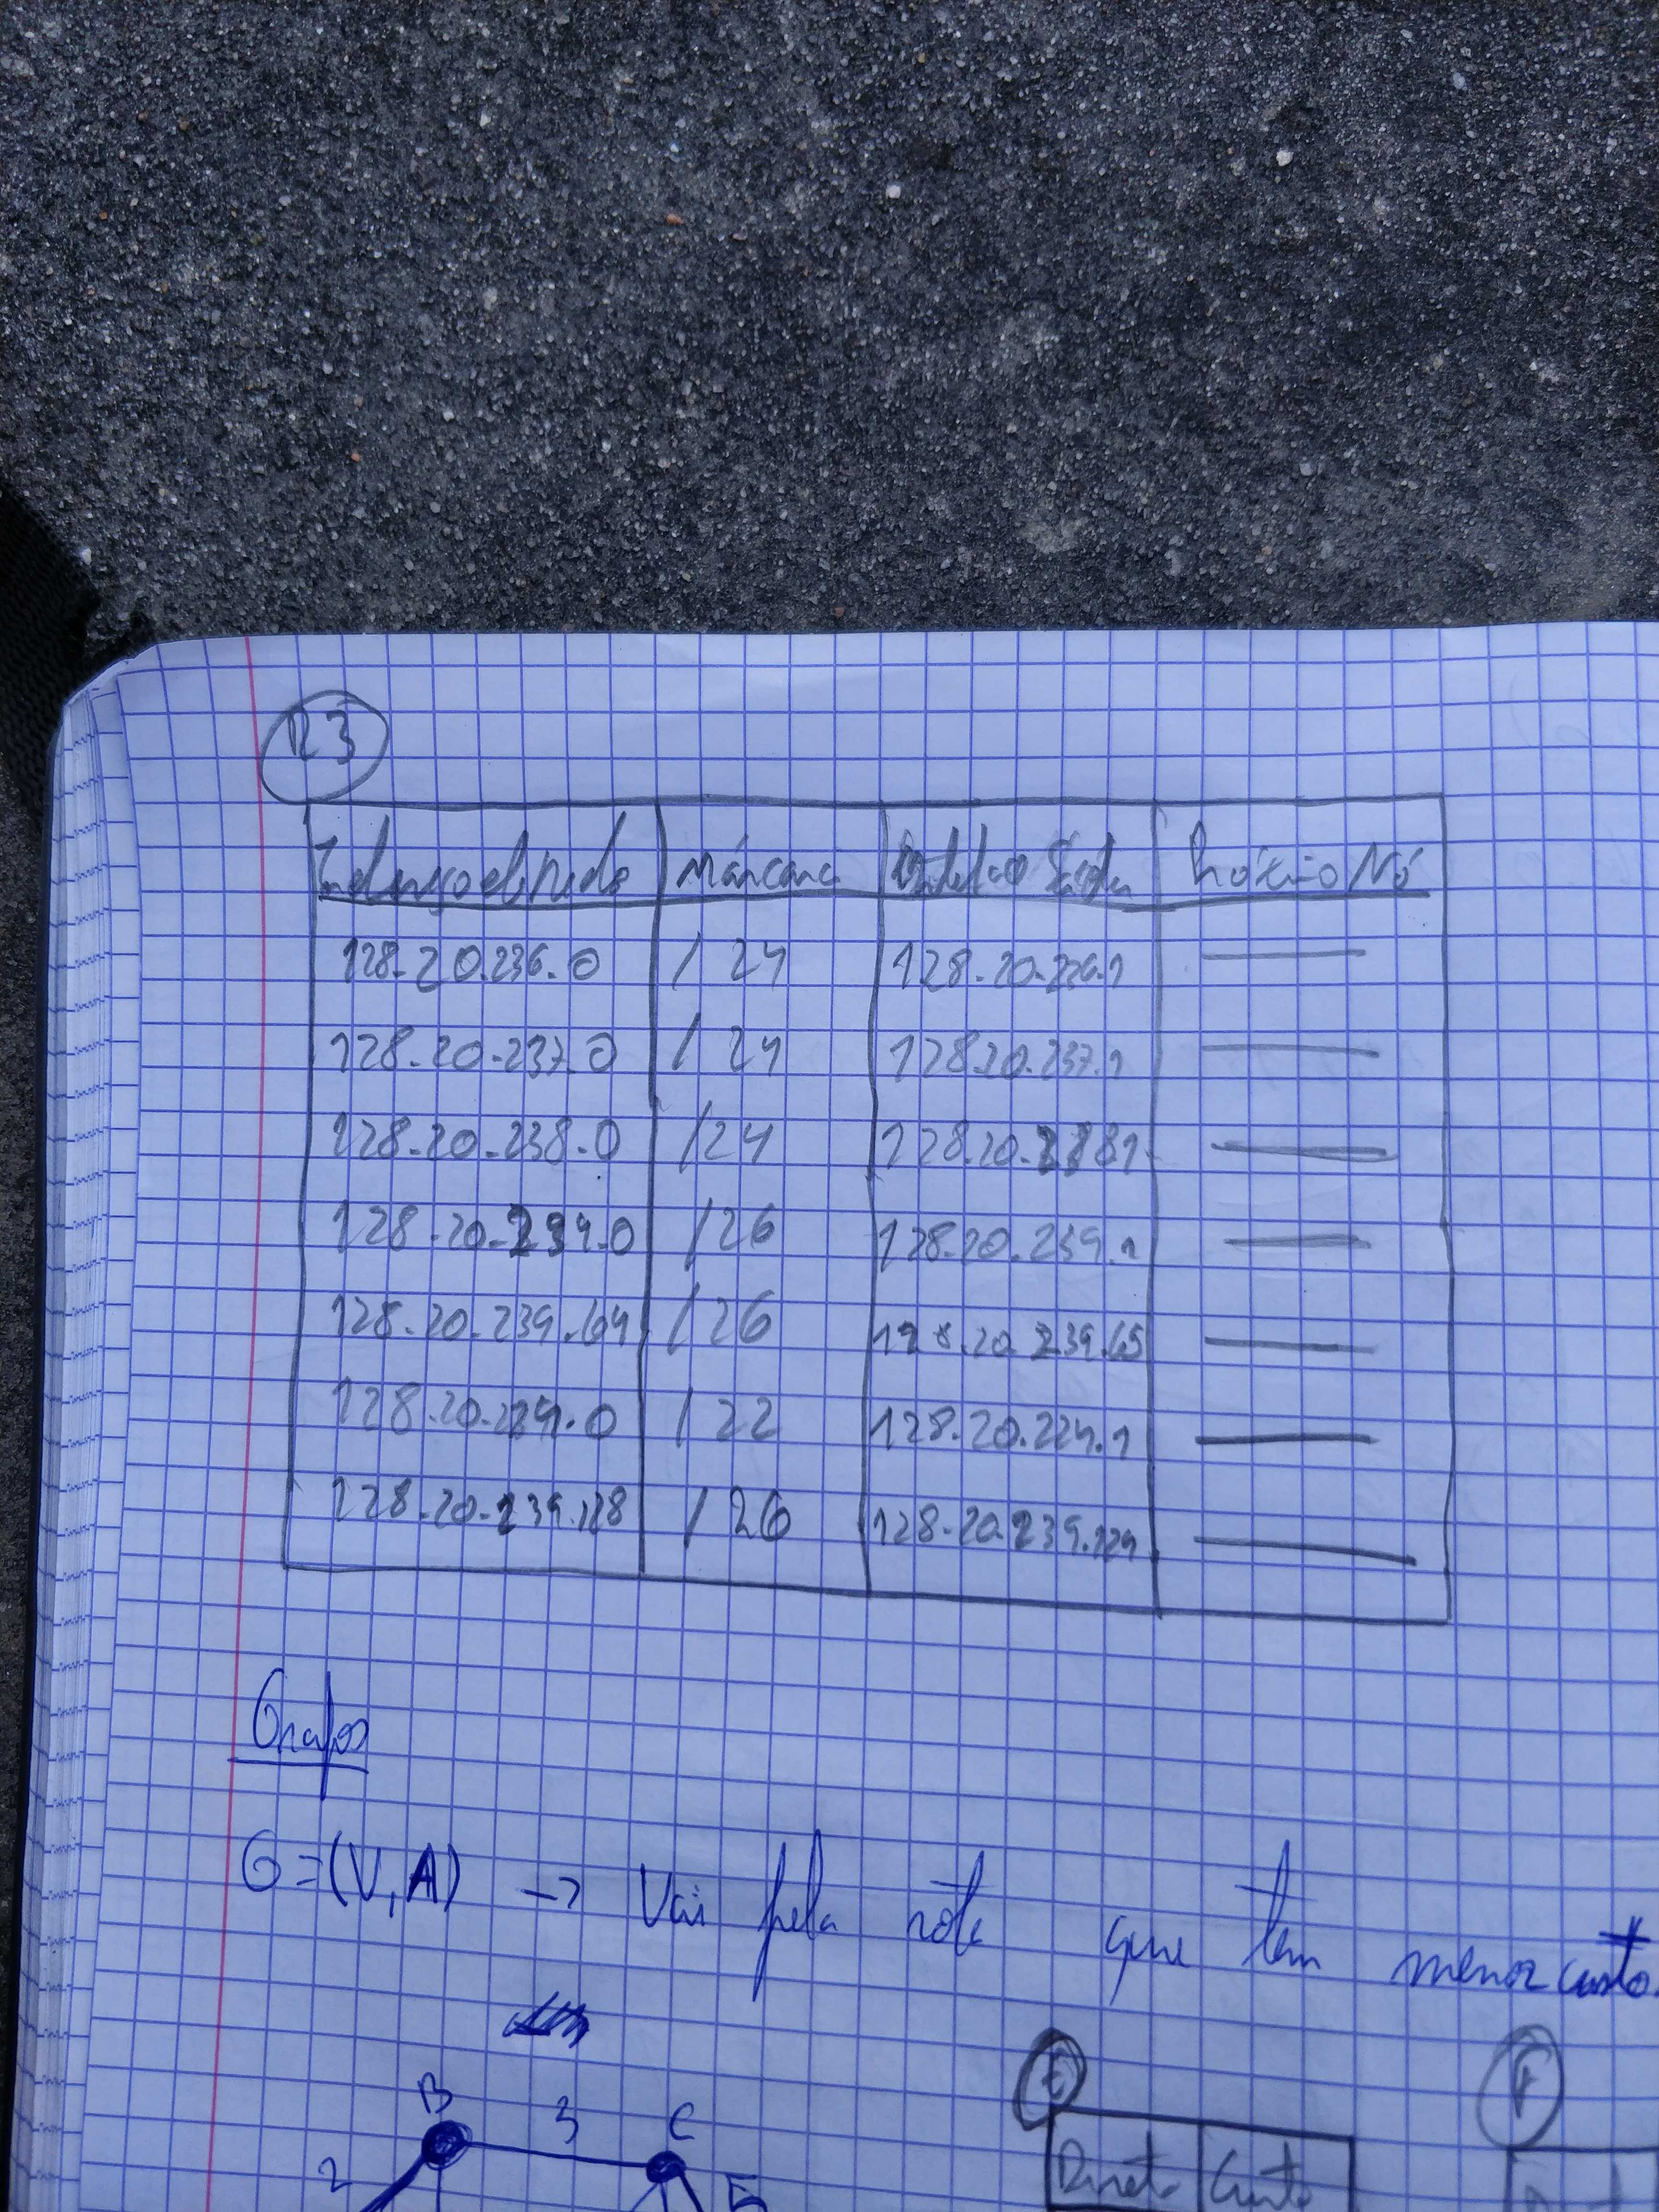 R3
Endereço de Rede Máscara Próximo Nó
128.20.236.0 /24 128.20.236.1 ——
128.20.237.0 /24 128.20.237.1 ——
128.20.238.0 /24 128.20.238.1 ——
128.20.239.0 /26 128.20.239.1 ——
128.20.239.64 /26 128.20.239.65 ——
128.20.224.0 /22 128.20.224.1 ——
128.20.239.128 /26 128.20.239.129 ——
Grafos
G=(V,A) -> Vai pela rota que tem menor custo.
B 3 C E F
2 5 Custo